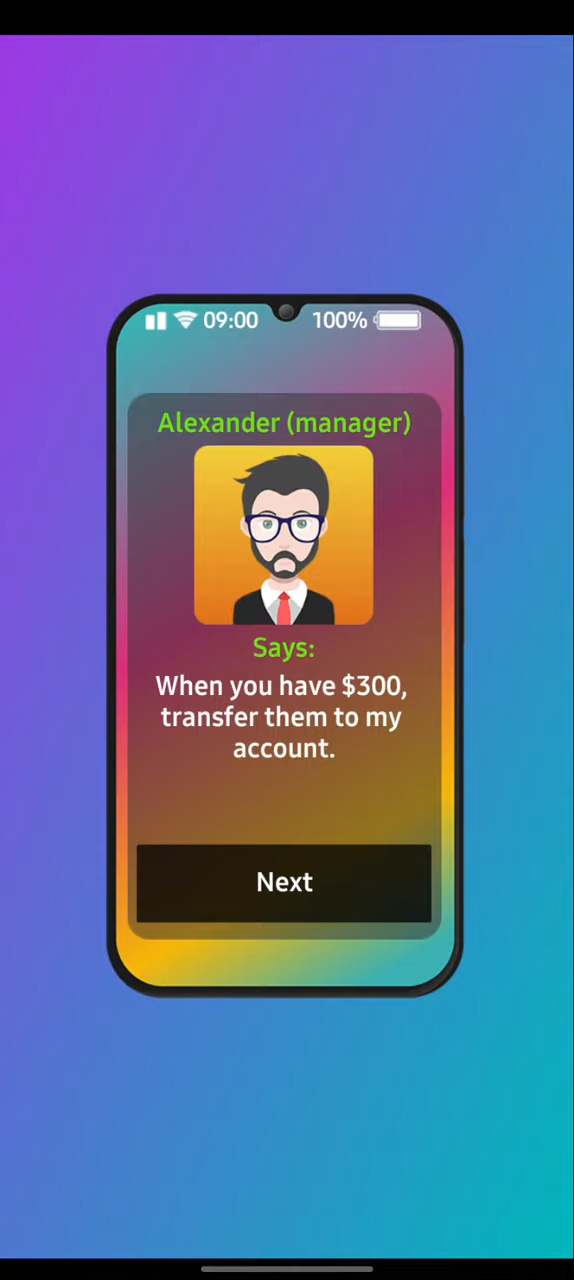 09:00 100%
Alexander (manager)
Says:
When you have $300,
transfer them to my
account.
Next